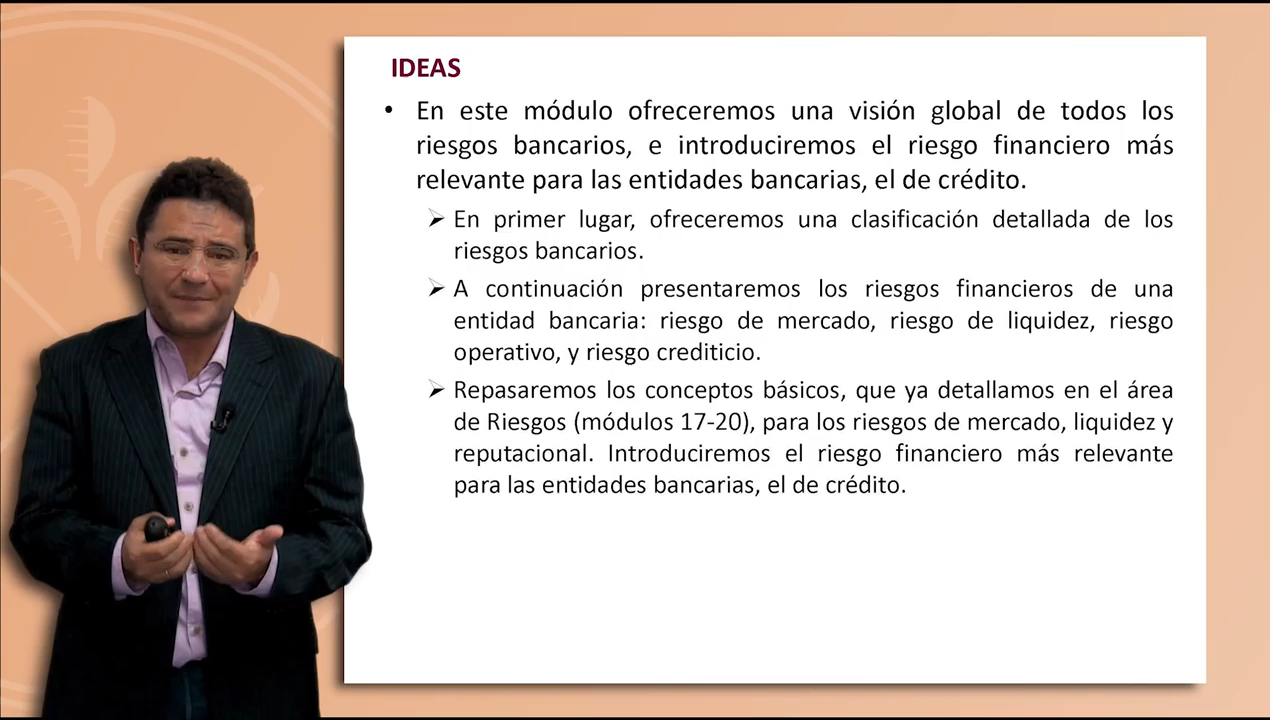 IDEAS
• En este módulo ofreceremos una visión global de todos los
riesgos bancarios, e introduciremos el riesgo financiero más
relevante para las entidades bancarias, el de crédito.
➢ En primer lugar, ofreceremos una clasificación detallada de los
riesgos bancarios.
➢ A continuación presentaremos los riesgos financieros de una
entidad bancaria: riesgo de mercado, riesgo de liquidez, riesgo
operativo, y riesgo crediticio.
➢ Repasaremos los conceptos básicos, que ya detallamos en el área
de Riesgos (módulos 17-20), para los riesgos de mercado, liquidez y
reputacional. Introduciremos el riesgo financiero más relevante
para las entidades bancarias, el de crédito.